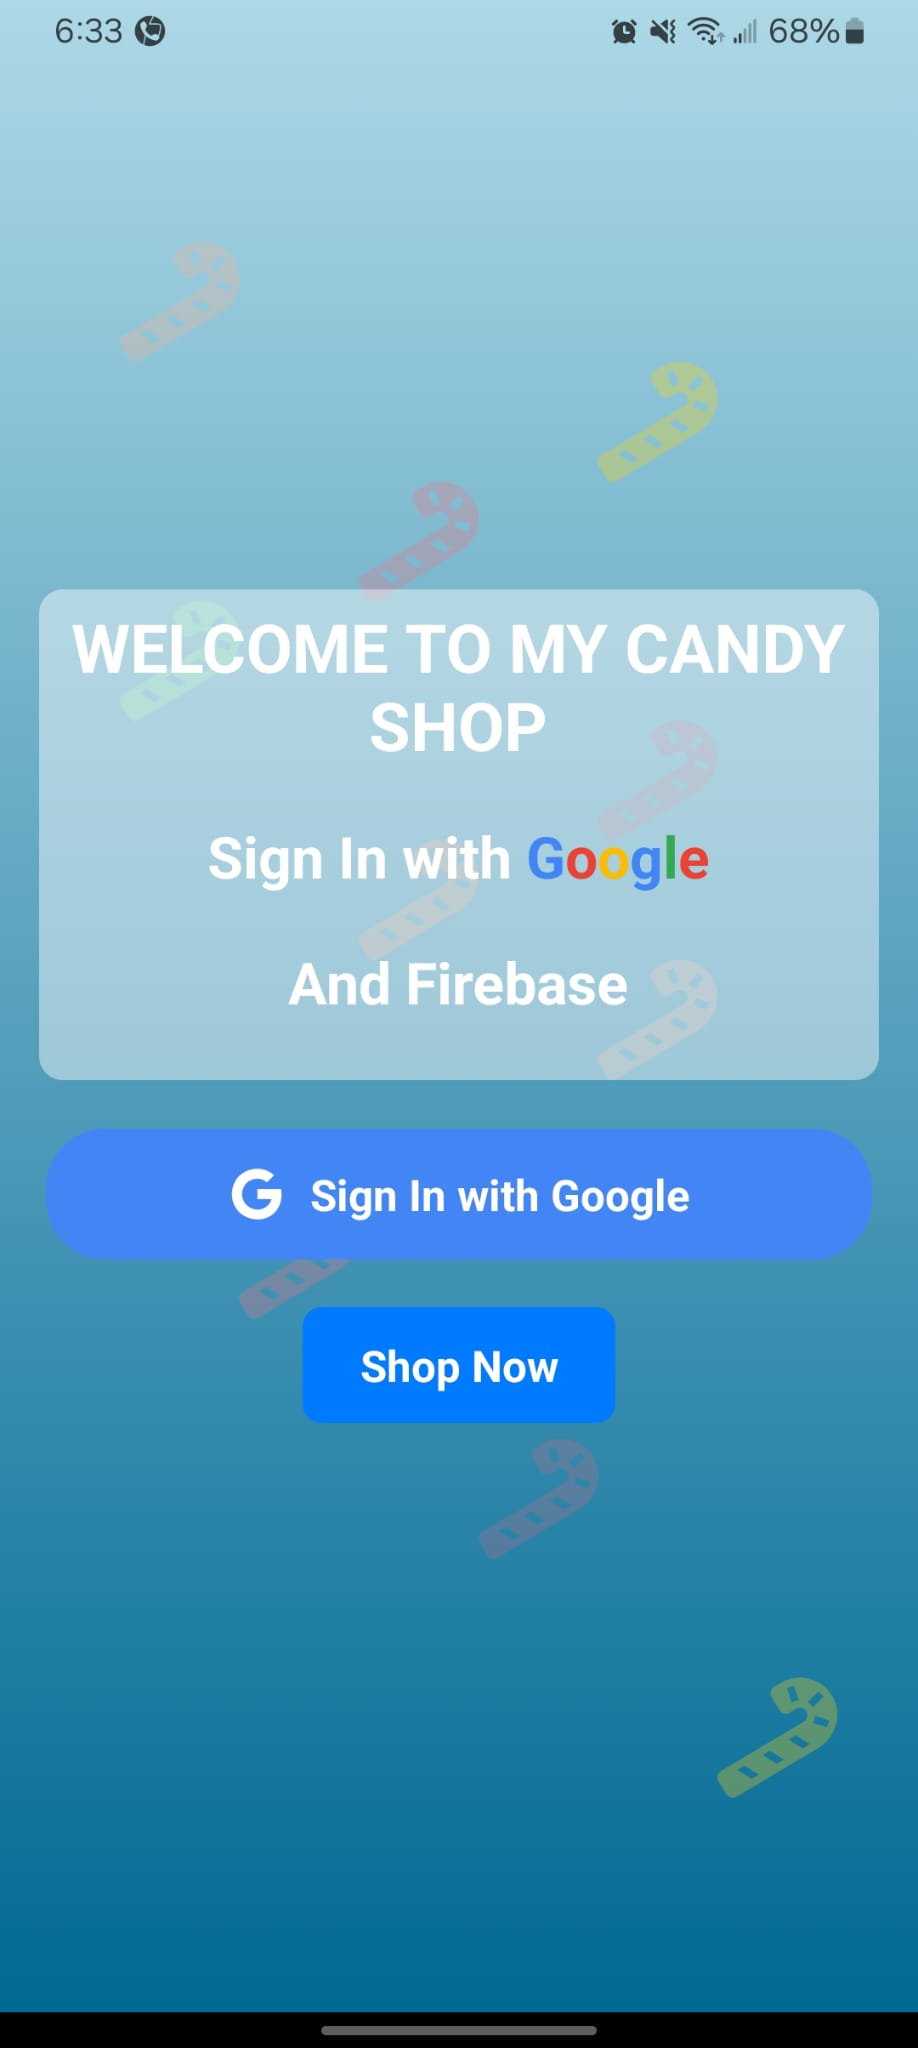 6:33 68%
WELCOME TO MY CANDY
SHOP
Sign In with Google
And Firebase
G Sign In with Google
Shop Now